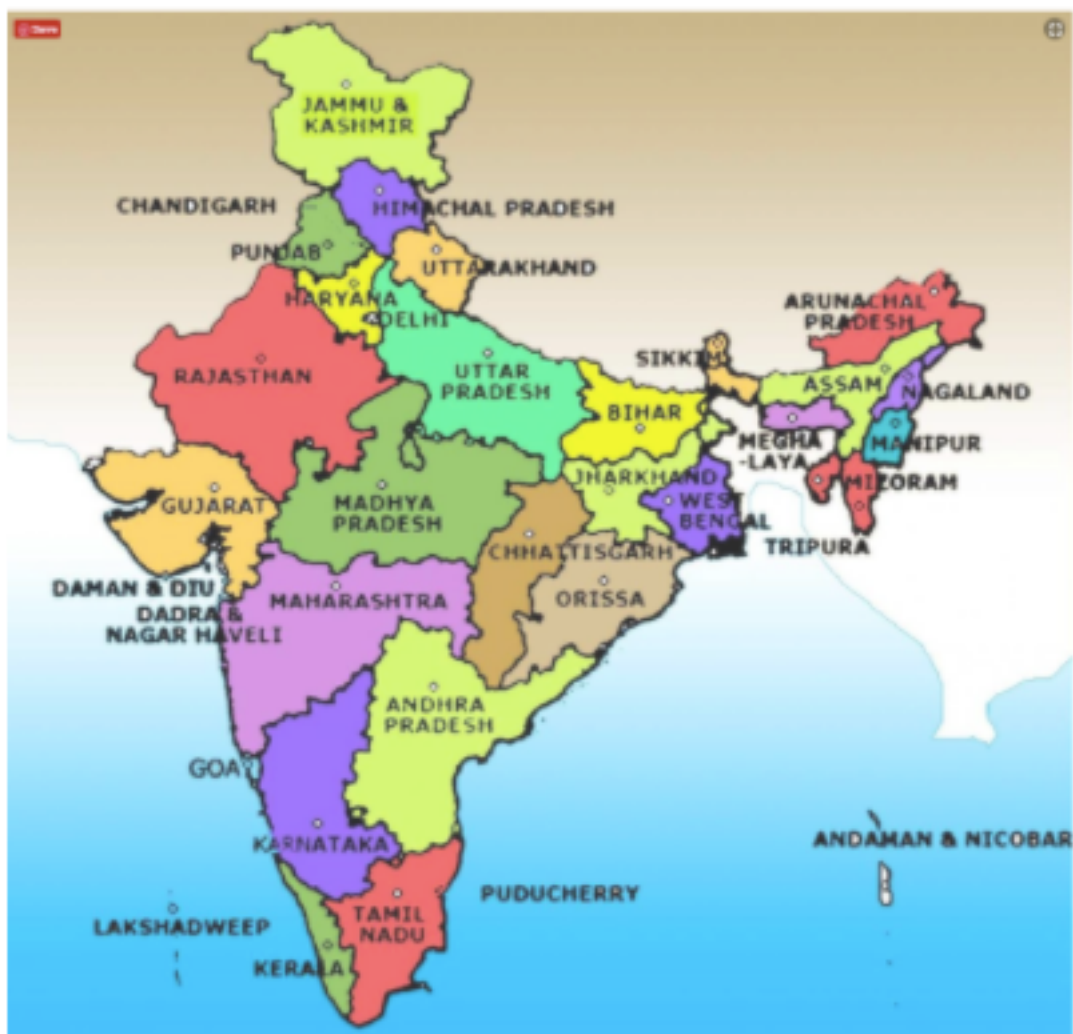 Save
JAMMU &
KASHMIR
CHANDIGARH
HIMACHAL PRADESH
PUNJAB
UTTARAKHAND
HARYANA
DELHI
ARUNACHAL
PRADESH
SIKKIM
RAJASTHAN
UTTAR
PRADESH
ASSAM
NAGALAND
BIHAR
MEGHA
-LAYA
MANIPUR
JHARKHAND
MIZORAM
GUJARAT
MADHYA
PRADESH
WEST
BENGAL
TRIPURA
CHHATTISGARH
DAMAN & DIU
MAHARASHTRA
ORISSA
DADRA &
NAGAR HAVELI
ANDHRA
PRADESH
GOA
KARNATAKA
ANDAMAN & NICOBAR
PUDUCHERRY
LAKSHADWEEP
TAMIL
NADU
KERALA